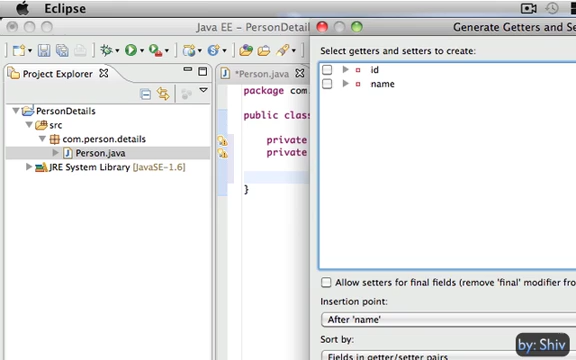 Eclipse
Java EE – PersonDetail
Generate Getters and Se
Project Explorer
*Person.java
PersonDetails
src
com.person.details
Person.java
JRE System Library [JavaSE-1.6]
package com.
public class
private
private
}
Select getters and setters to create:
id
name
Allow setters for final fields (remove 'final' modifier fro
Insertion point:
After 'name'
Sort by:
Fields in getter/setter pairs
by: Shiv